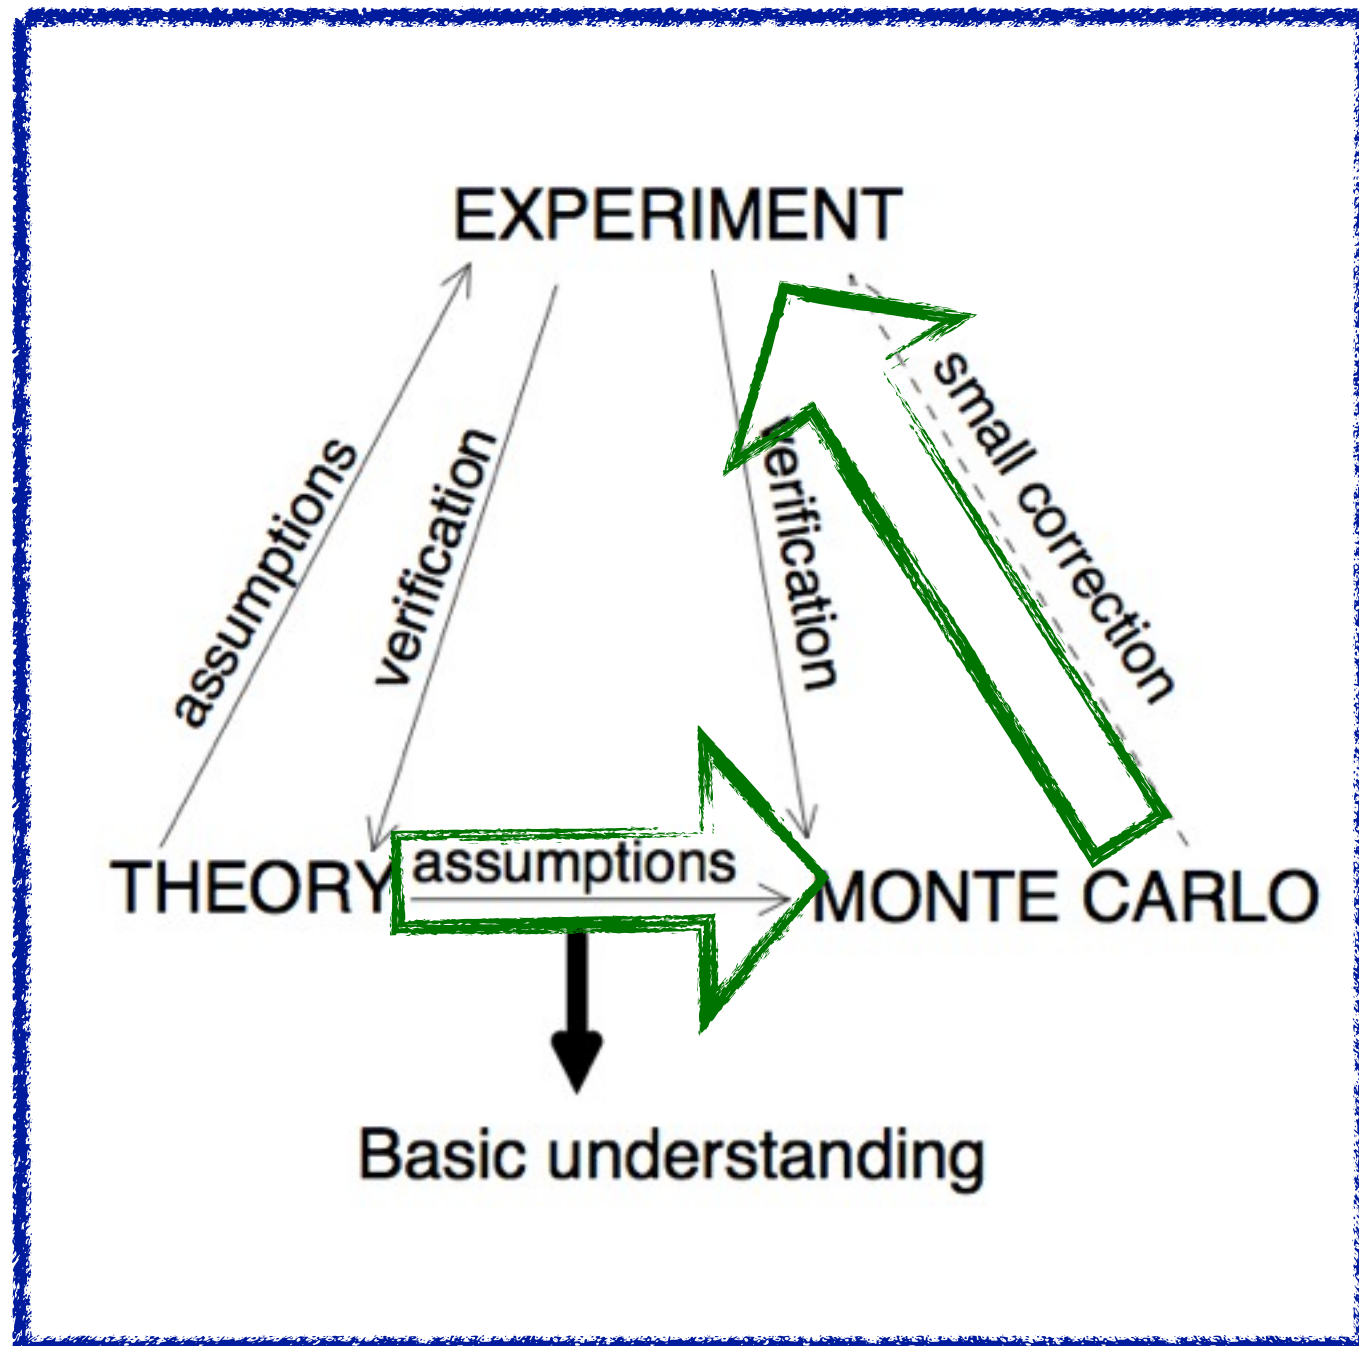 EXPERIMENT
assumptions
verification
verification
small correction
THEORY
assumptions
MONTE CARLO
Basic understanding